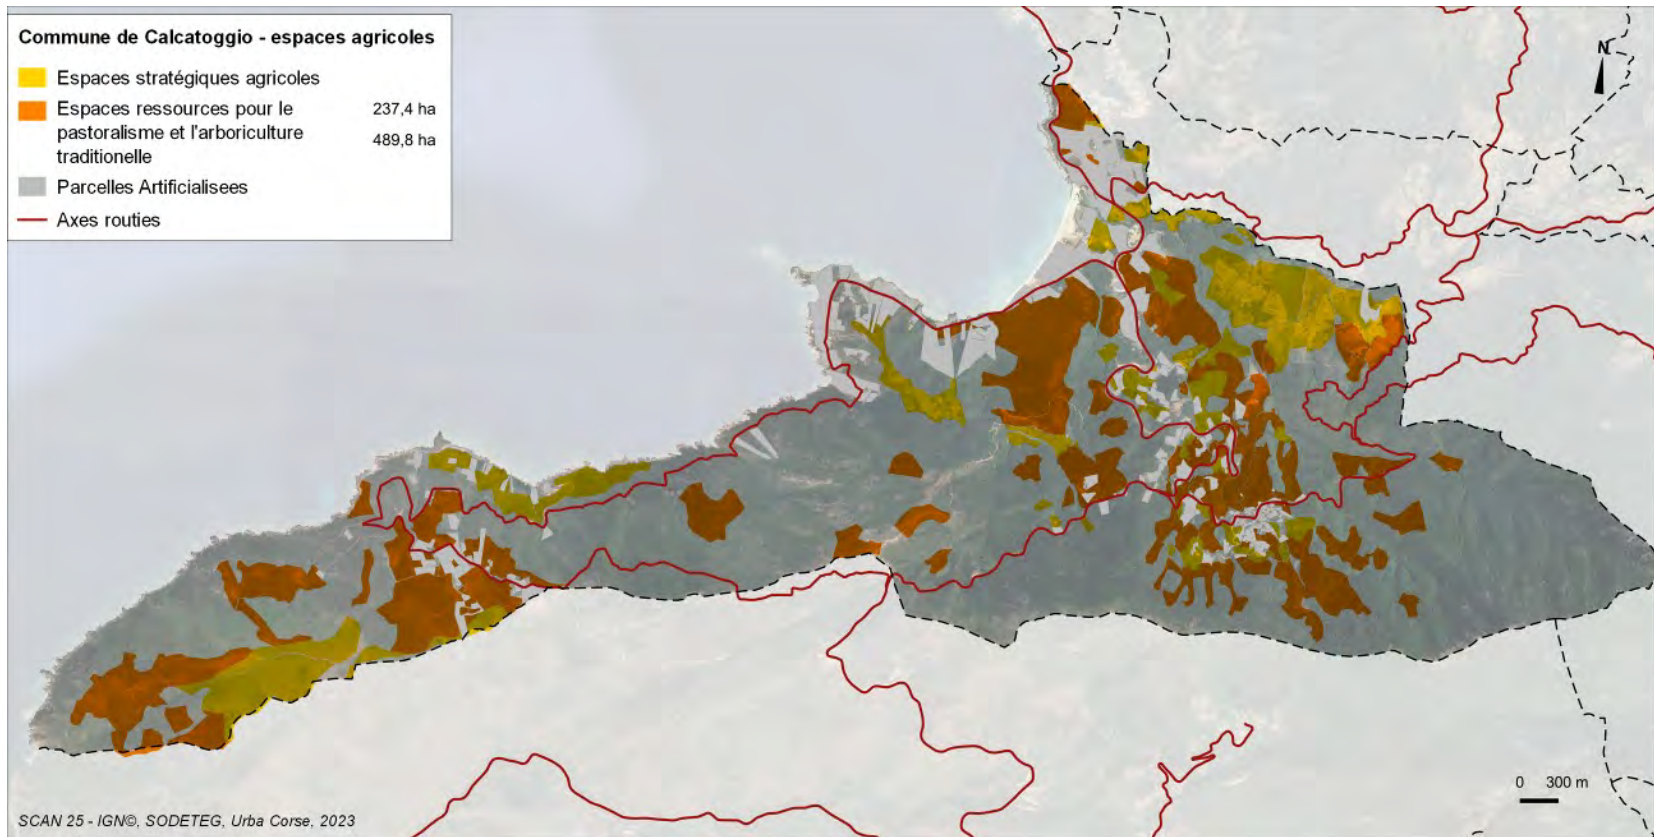 Commune de Calcatoggio - espaces agricoles
Espaces stratégiques agricoles
Espaces ressources pour le 237,4 ha
pastoralisme et l'arboriculture
489,8 ha
traditionelle
Parcelles Artificialisees
Axes routies
N
0 300 m
SCAN 25 - IGN©, SODETEG, Urba Corse, 2023